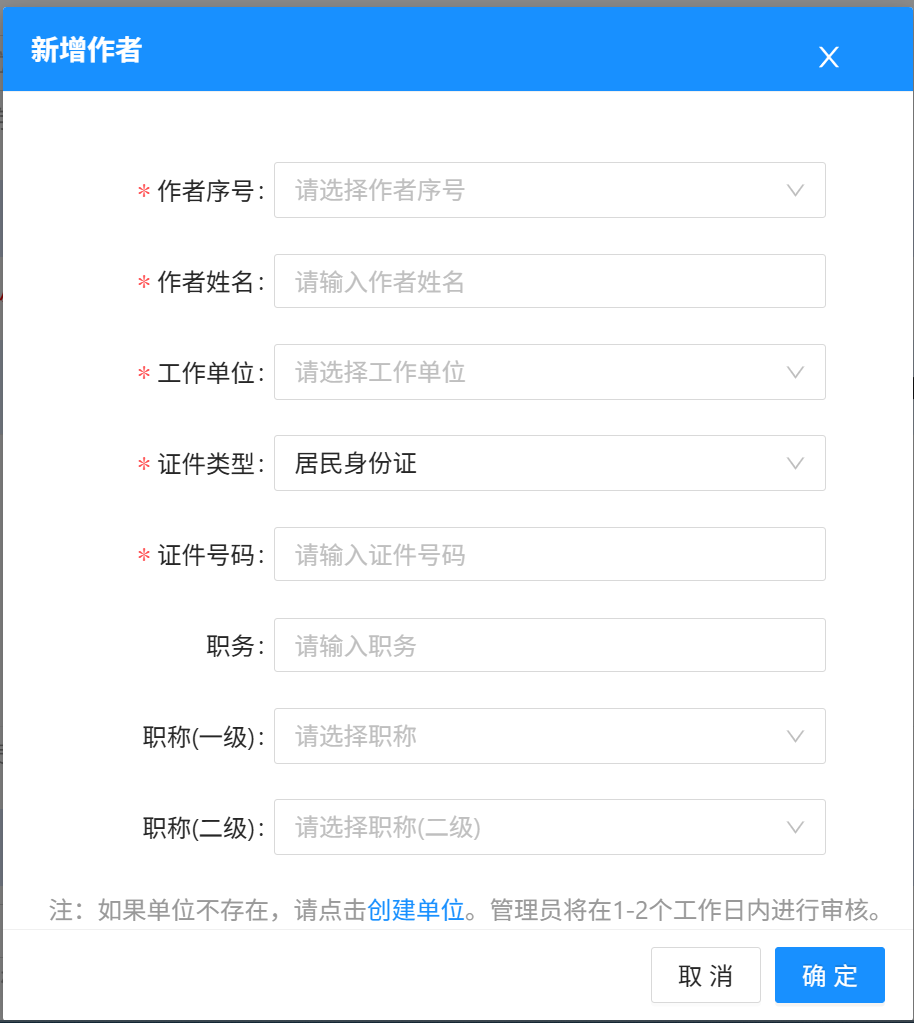 新增作者
* 作者序号: 请选择作者序号
* 作者姓名: 请输入作者姓名
* 工作单位: 请选择工作单位
* 证件类型: 居民身份证
* 证件号码: 请输入证件号码
职务: 请输入职务
职称(一级): 请选择职称
职称(二级): 请选择职称(二级)
注：如果单位不存在，请点击创建单位。管理员将在1-2个工作日内进行审核。
取 消 确 定